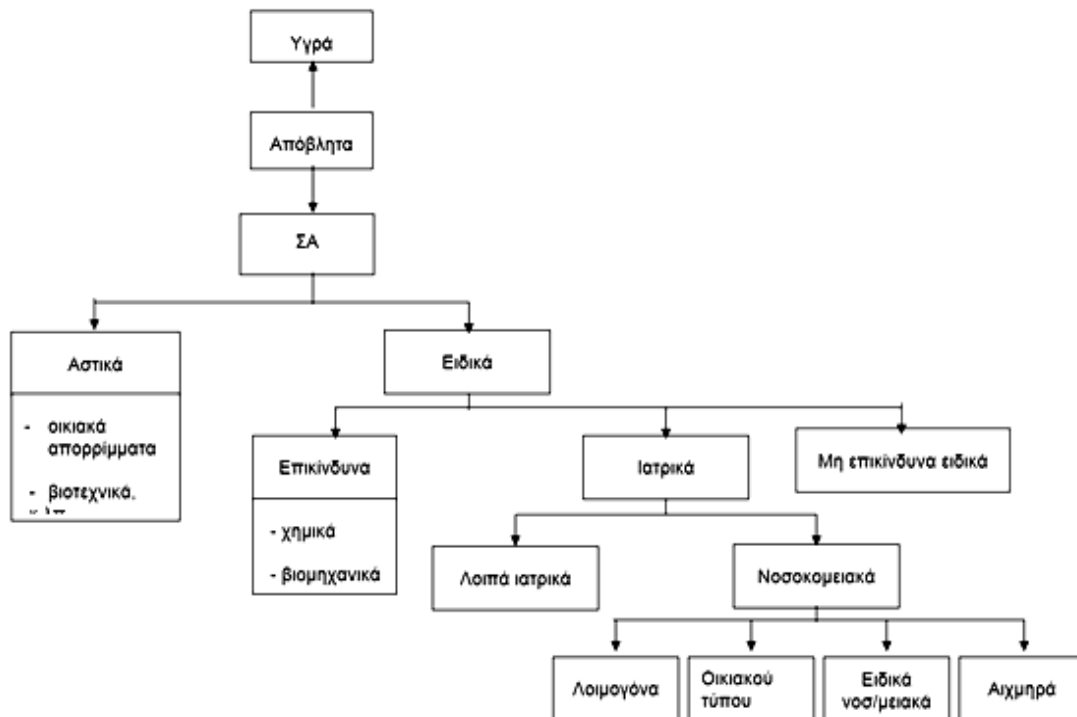 Υγρά
Απόβλητα
ΣΑ
Αστικά
- οικιακά
απορρίμματα
- βιοτεχνικά,
Ειδικά
Επικίνδυνα
- χημικά
- βιομηχανικά
Ιατρικά
Μη επικίνδυνα ειδικά
Λοιπά ιατρικά
Νοσοκομειακά
Λοιμογόνα
Οικιακού
τύπου
Ειδικά
νοσ/μειακά
Αιχμηρά